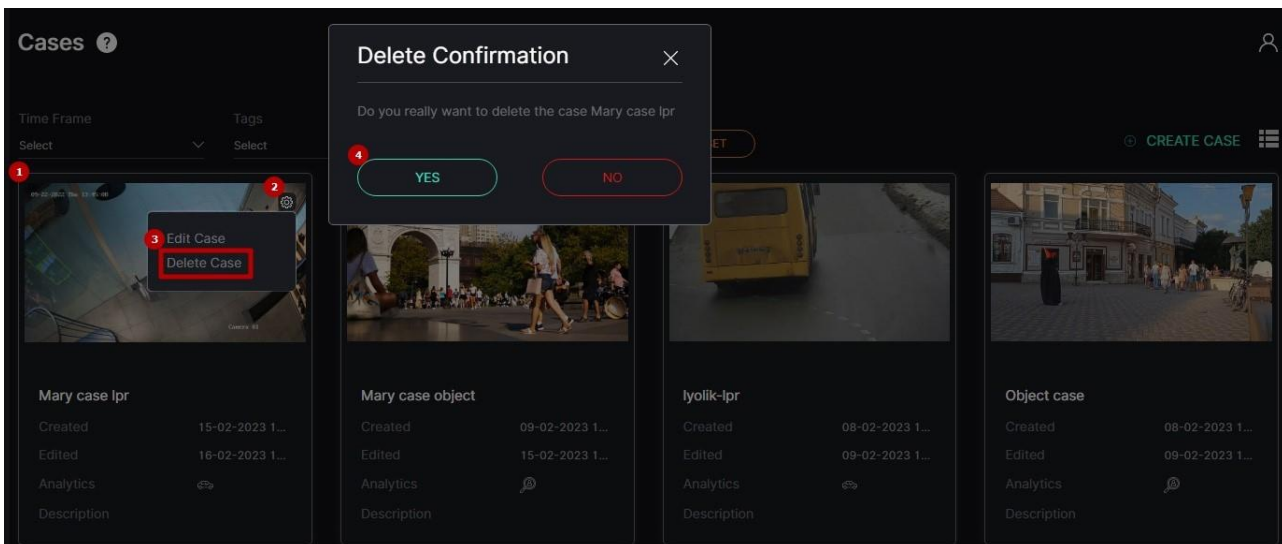 Cases ?
Delete Confirmation
Do you really want to delete the case Mary case lpr
4
YES
NO
Time Frame
Tags
Select
Select
ET
CREATE CASE
1
2
3
Edit Case
Delete Case
Camera 03
Mary case lpr
Created 15-02-2023 1...
Edited 16-02-2023 1...
Analytics
Description
Mary case object
Created 09-02-2023 1...
Edited 15-02-2023 1...
Analytics
Description
lyolik-lpr
Created 08-02-2023 1...
Edited 09-02-2023 1...
Analytics
Description
Object case
Created 08-02-2023 1...
Edited 09-02-2023 1...
Analytics
Description